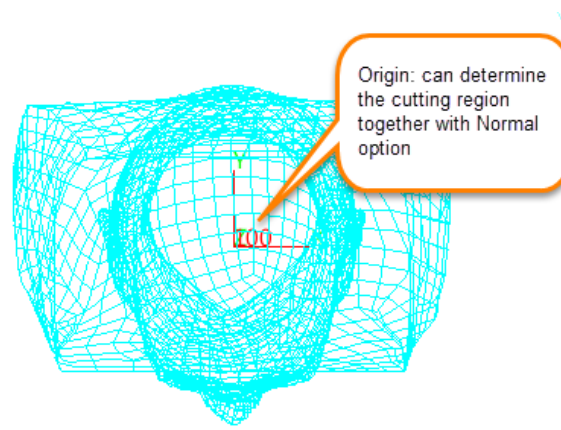 Origin: can determine
the cutting region
together with Normal
option
Y
100